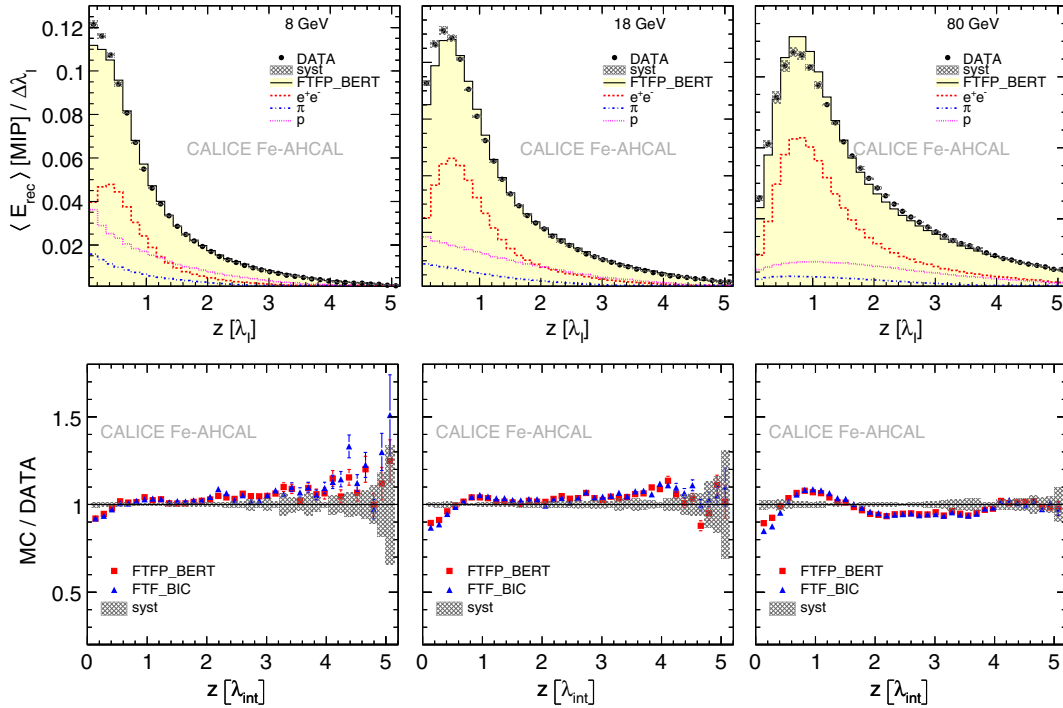 8 GeV
18 GeV
80 GeV
⟨ E_rec ⟩ [MIP] / Δλ_I
0.12
0.1
0.08
0.06
0.04
0.02
DATA
syst
FTFP_BERT
e⁺e⁻
π
p
CALICE Fe-AHCAL
1 2 3 4 5
z [λ_I]
DATA
syst
FTFP_BERT
e⁺e⁻
π
p
CALICE Fe-AHCAL
0 1 2 3 4 5
z [λ_I]
DATA
syst
FTFP_BERT
e⁺e⁻
π
p
CALICE Fe-AHCAL
0 1 2 3 4 5
z [λ_I]
MC / DATA
1.5
1
0.5
CALICE Fe-AHCAL
FTFP_BERT
FTF_BIC
syst
0 1 2 3 4 5
z [λ_int]
CALICE Fe-AHCAL
FTFP_BERT
FTF_BIC
syst
0 1 2 3 4 5
z [λ_int]
CALICE Fe-AHCAL
FTFP_BERT
FTF_BIC
syst
0 1 2 3 4 5
z [λ_int]